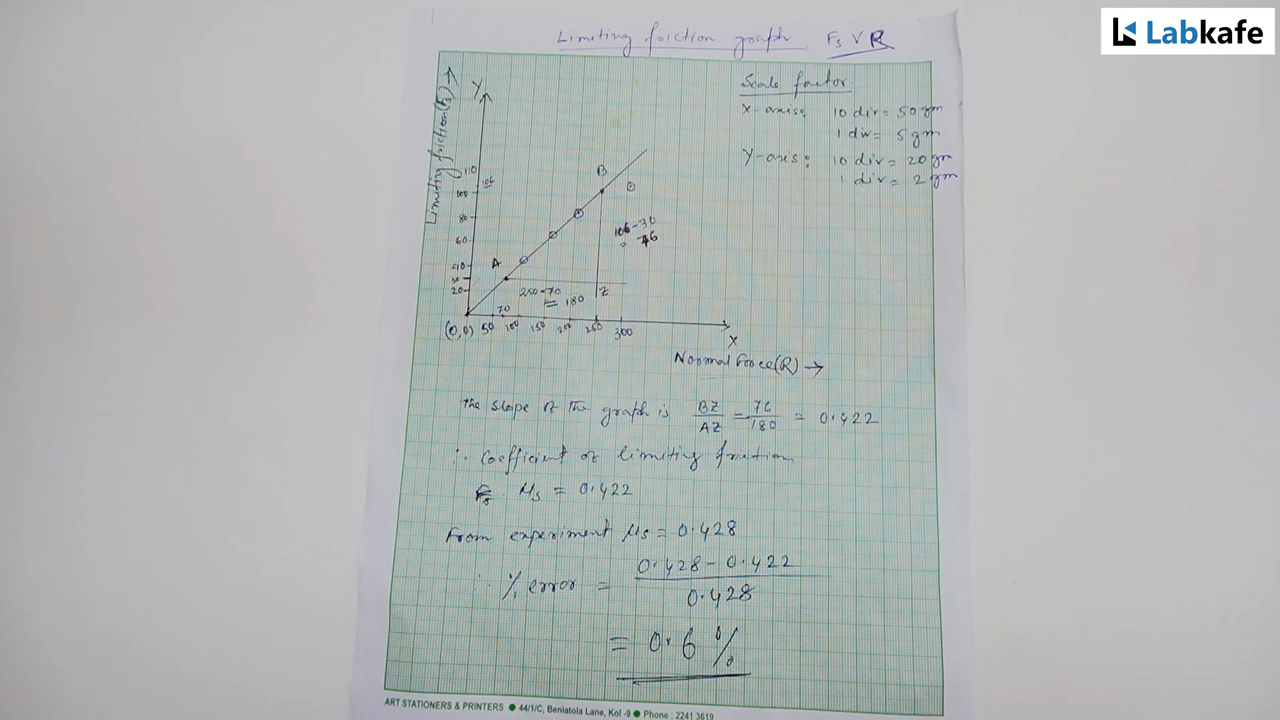 Labkafe
Limiting friction graph Fs V R
Scale factor
X-axis: 10 div = 50 gm
1 div = 5 gm
Y-axis: 10 div = 20 gm
1 div = 2 gm
Limiting friction (Fs) →
Y
110
106
100
80
60
40
30
20
B
A
Z
106-30
= 76
250-70
= 180
70
(0,0) 50 100 150 200 250 300
X
Normal Force (R) →
The slope of the graph is BZ/AZ = 76/180 = 0.422
∴ Coefficient of limiting friction
Fs. μs = 0.422
From experiment μs = 0.428
∴ % error = 0.428 - 0.422 / 0.428
= 0.6 %
ART STATIONERS & PRINTERS ● 44/1/C, Beniatola Lane, Kol -9 ● Phone : 2241 3619